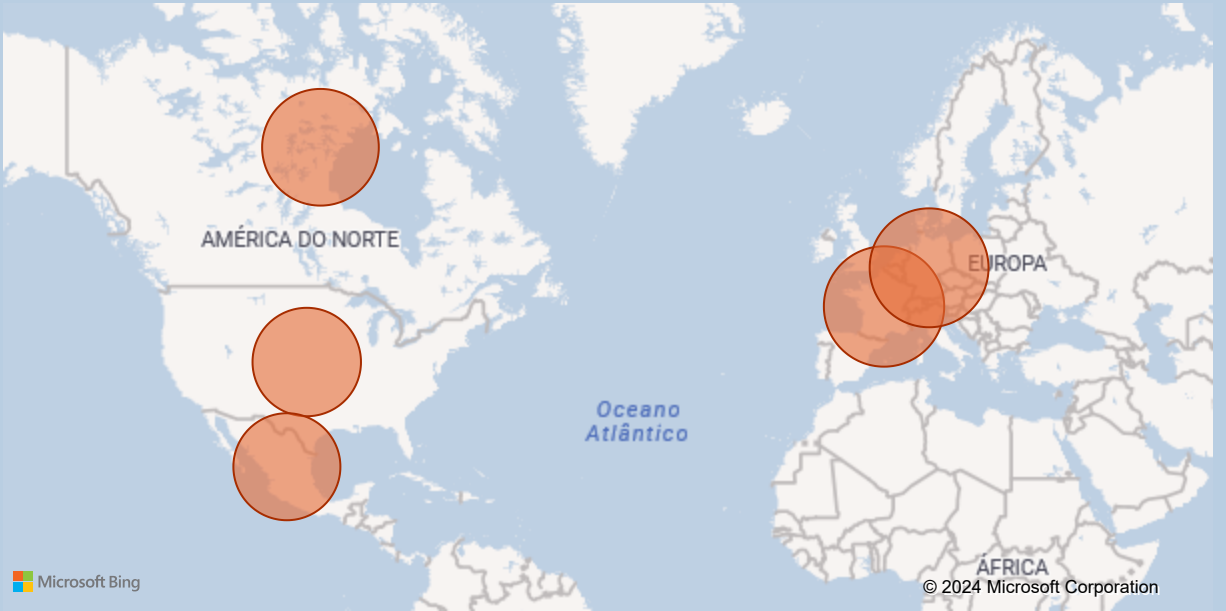 AMÉRICA DO NORTE
EUROPA
Oceano
Atlântico
ÁFRICA
Microsoft Bing
© 2024 Microsoft Corporation